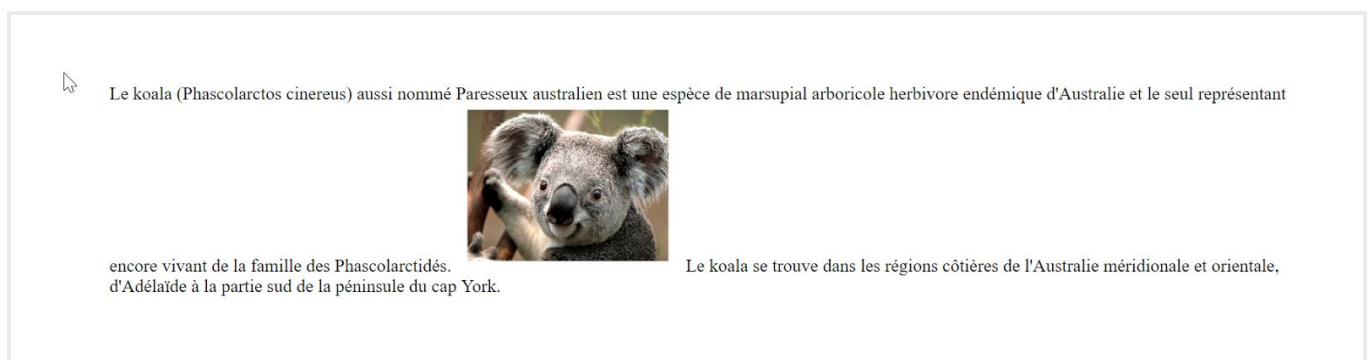 Le koala (Phascolarctos cinereus) aussi nommé Paresseux australien est une espèce de marsupial arboricole herbivore endémique d'Australie et le seul représentant
encore vivant de la famille des Phascolarctidés. Le koala se trouve dans les régions côtières de l'Australie méridionale et orientale,
d'Adélaïde à la partie sud de la péninsule du cap York.